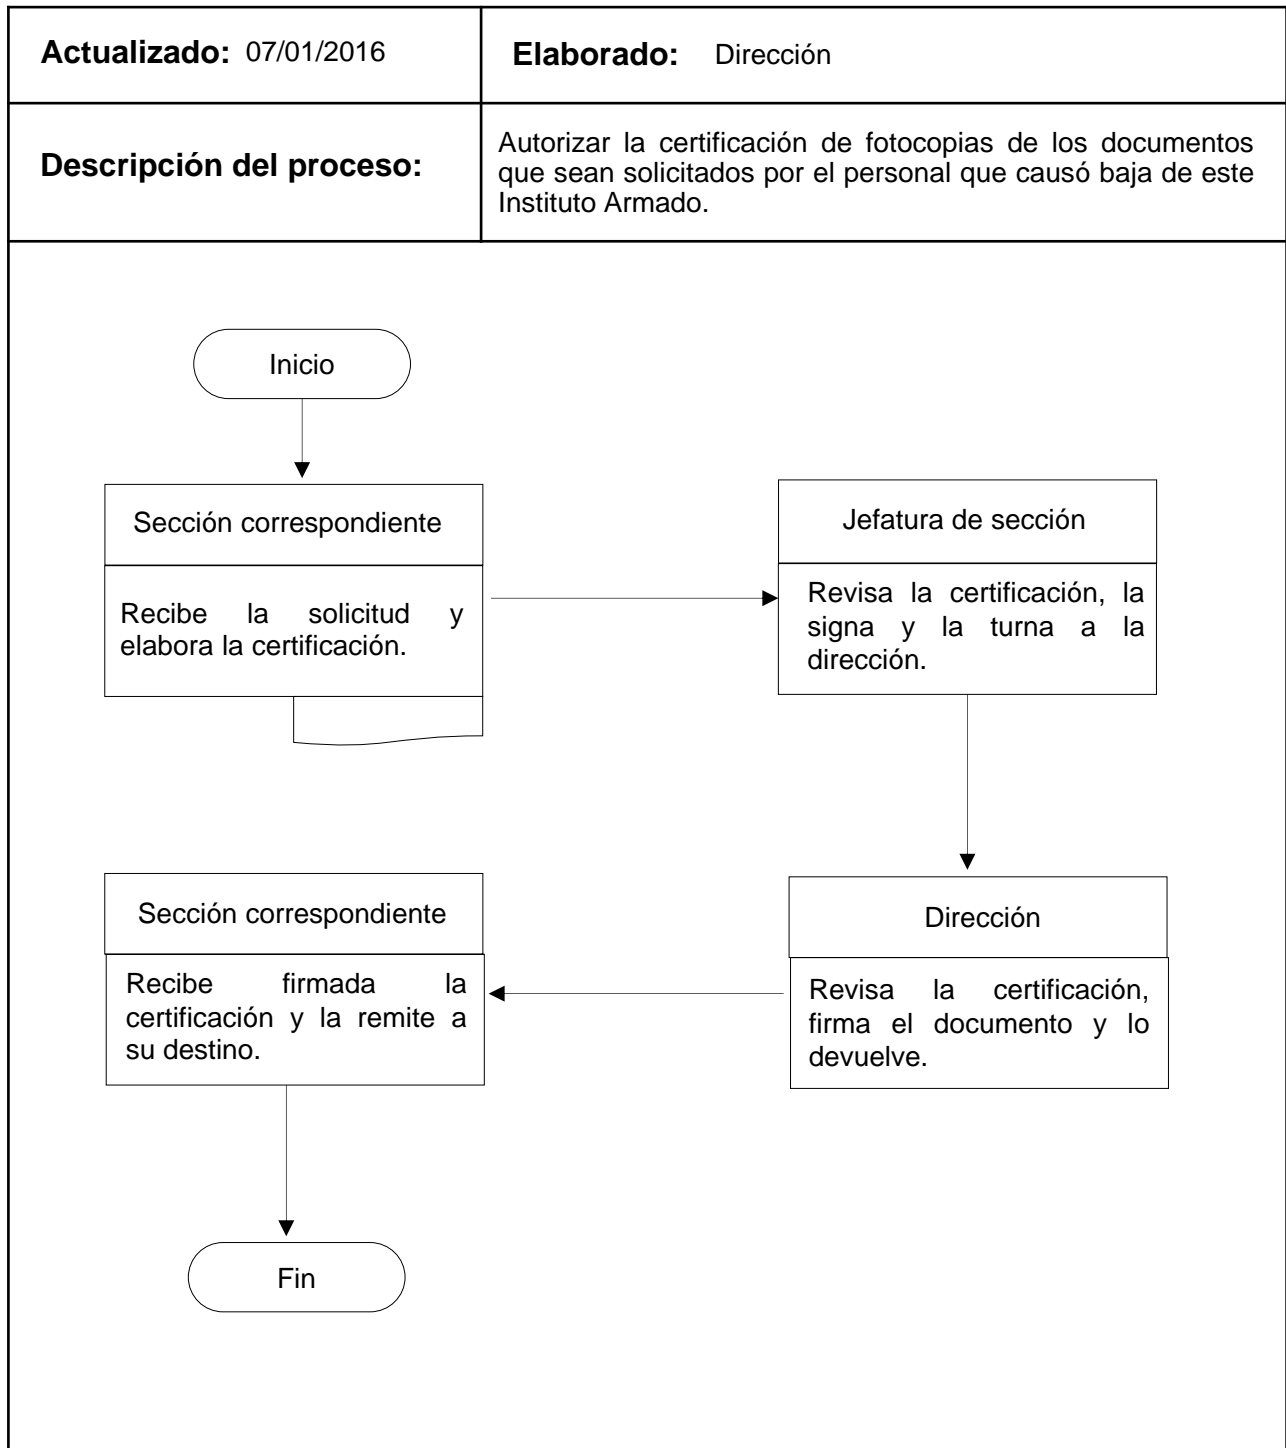 Actualizado: 07/01/2016
Elaborado: Dirección
Descripción del proceso:
Autorizar la certificación de fotocopias de los documentos
que sean solicitados por el personal que causó baja de este
Instituto Armado.
Inicio
Sección correspondiente
Recibe la solicitud y
elabora la certificación.
Jefatura de sección
Revisa la certificación, la
signa y la turna a la
dirección.
Dirección
Revisa la certificación,
firma el documento y lo
devuelve.
Sección correspondiente
Recibe firmada la
certificación y la remite a
su destino.
Fin